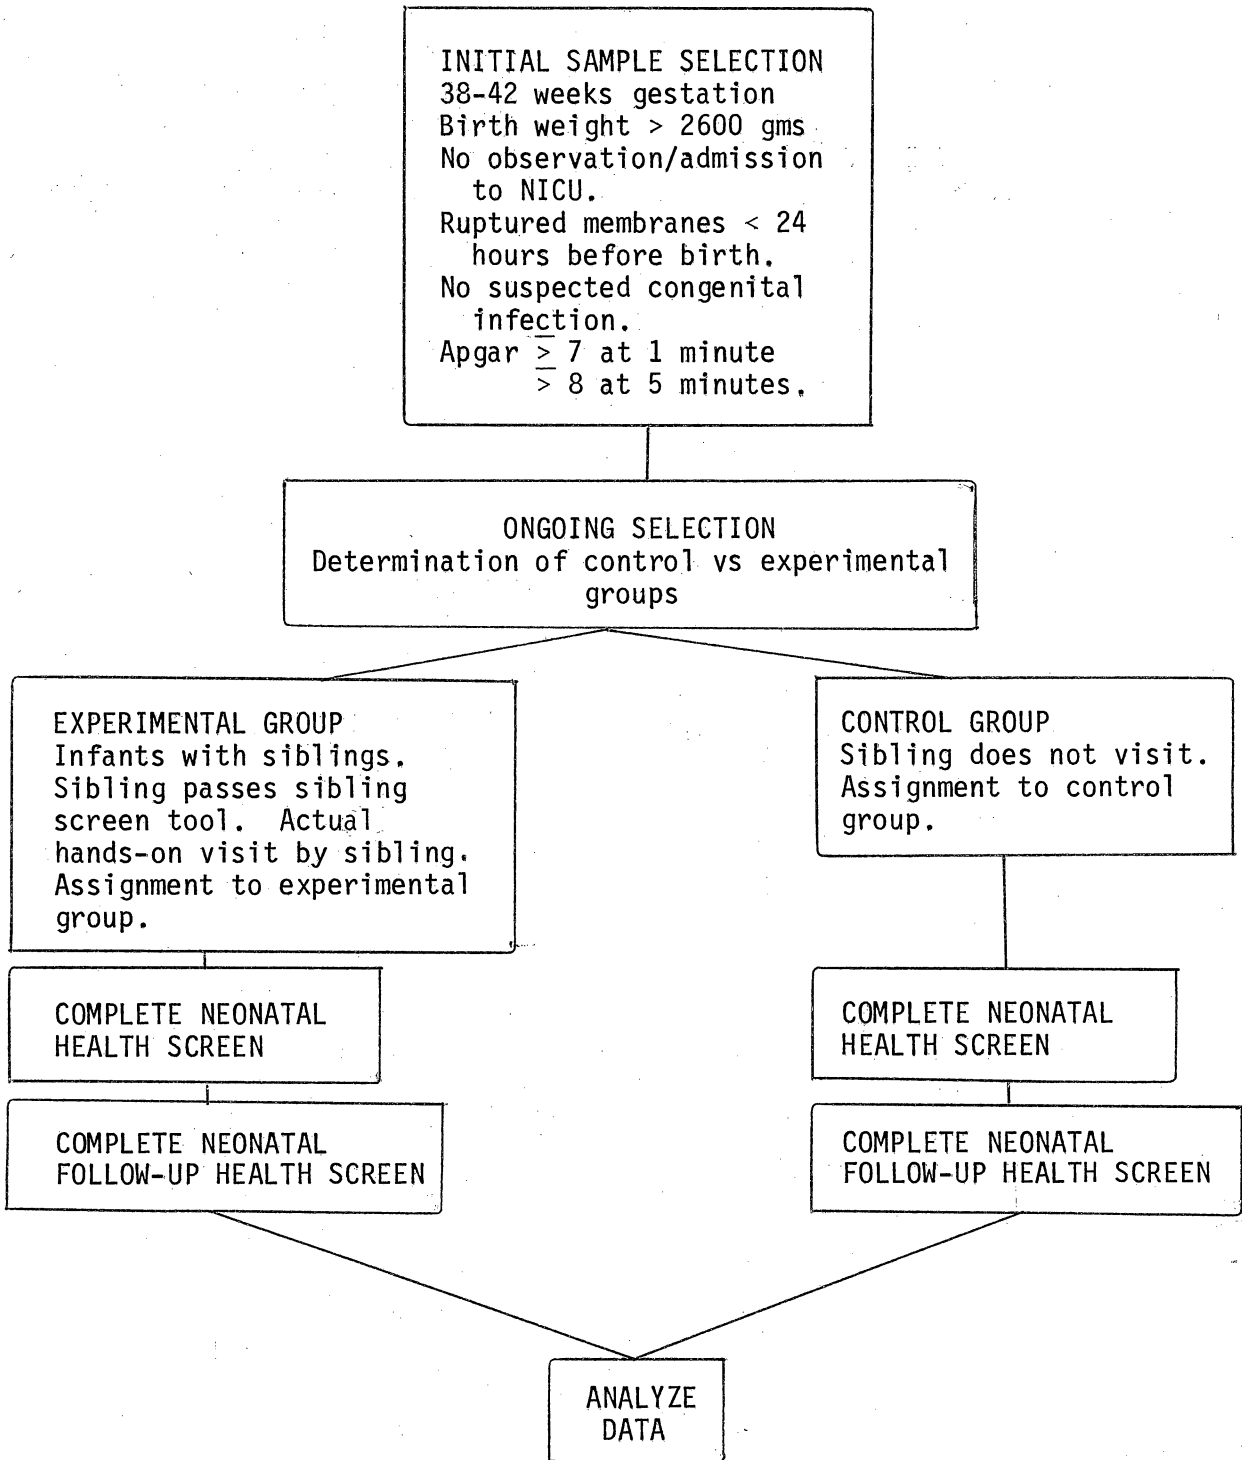 INITIAL SAMPLE SELECTION
38-42 weeks gestation
Birth weight > 2600 gms
No observation/admission
to NICU.
Ruptured membranes < 24
hours before birth.
No suspected congenital
infection.
Apgar > 7 at 1 minute
> 8 at 5 minutes.
ONGOING SELECTION
Determination of control vs experimental
groups
EXPERIMENTAL GROUP
Infants with siblings.
Sibling passes sibling
screen tool. Actual
hands-on visit by sibling.
Assignment to experimental
group.
CONTROL GROUP
Sibling does not visit.
Assignment to control
group.
COMPLETE NEONATAL
HEALTH SCREEN
COMPLETE NEONATAL
HEALTH SCREEN
COMPLETE NEONATAL
FOLLOW-UP HEALTH SCREEN
COMPLETE NEONATAL
FOLLOW-UP HEALTH SCREEN
ANALYZE
DATA